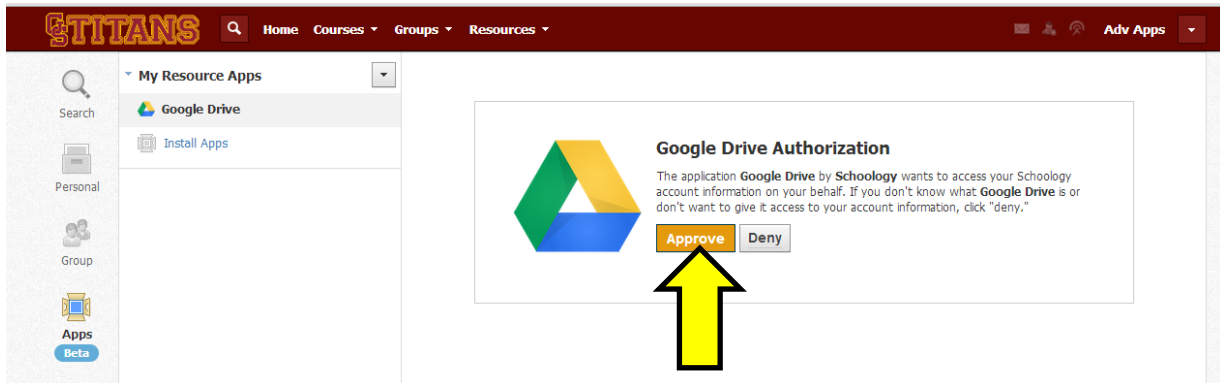 CS TITANS
Home Courses Groups Resources
Adv Apps
Search
Personal
Group
Apps
Beta
My Resource Apps
Google Drive
Install Apps
Google Drive Authorization
The application Google Drive by Schoology wants to access your Schoology
account information on your behalf. If you don't know what Google Drive is or
don't want to give it access to your account information, click "deny."
Approve Deny